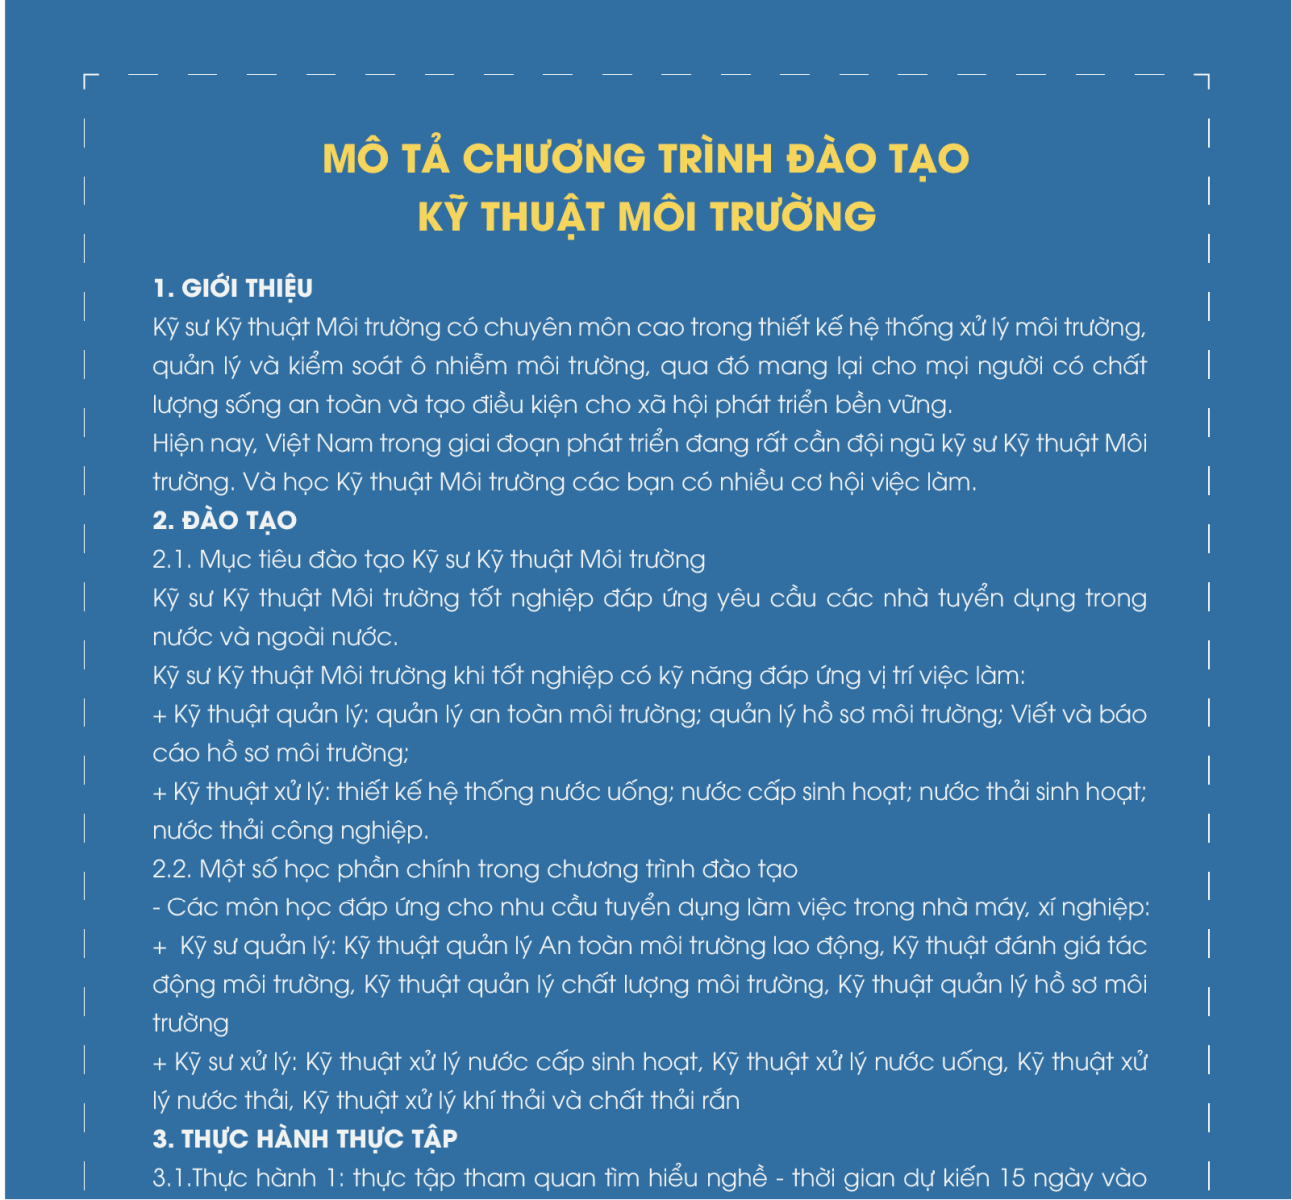 MÔ TẢ CHƯƠNG TRÌNH ĐÀO TẠO
KỸ THUẬT MÔI TRƯỜNG
1. GIỚI THIỆU
Kỹ sư Kỹ thuật Môi trường có chuyên môn cao trong thiết kế hệ thống xử lý môi trường,
quản lý và kiểm soát ô nhiễm môi trường, qua đó mang lại cho mọi người có chất
lượng sống an toàn và tạo điều kiện cho xã hội phát triển bền vững.
Hiện nay, Việt Nam trong giai đoạn phát triển đang rất cần đội ngũ kỹ sư Kỹ thuật Môi
trường. Và học Kỹ thuật Môi trường các bạn có nhiều cơ hội việc làm.
2. ĐÀO TẠO
2.1. Mục tiêu đào tạo Kỹ sư Kỹ thuật Môi trường
Kỹ sư Kỹ thuật Môi trường tốt nghiệp đáp ứng yêu cầu các nhà tuyển dụng trong
nước và ngoài nước.
Kỹ sư Kỹ thuật Môi trường khi tốt nghiệp có kỹ năng đáp ứng vị trí việc làm:
+ Kỹ thuật quản lý: quản lý an toàn môi trường; quản lý hồ sơ môi trường; Viết và báo
cáo hồ sơ môi trường;
+ Kỹ thuật xử lý: thiết kế hệ thống nước uống; nước cấp sinh hoạt; nước thải sinh hoạt;
nước thải công nghiệp.
2.2. Một số học phần chính trong chương trình đào tạo
- Các môn học đáp ứng cho nhu cầu tuyển dụng làm việc trong nhà máy, xí nghiệp:
+ Kỹ sư quản lý: Kỹ thuật quản lý An toàn môi trường lao động, Kỹ thuật đánh giá tác
động môi trường, Kỹ thuật quản lý chất lượng môi trường, Kỹ thuật quản lý hồ sơ môi
trường
+ Kỹ sư xử lý: Kỹ thuật xử lý nước cấp sinh hoạt, Kỹ thuật xử lý nước uống, Kỹ thuật xử
lý nước thải, Kỹ thuật xử lý khí thải và chất thải rắn
3. THỰC HÀNH THỰC TẬP
3.1.Thực hành 1: thực tập tham quan tìm hiểu nghề - thời gian dự kiến 15 ngày vào